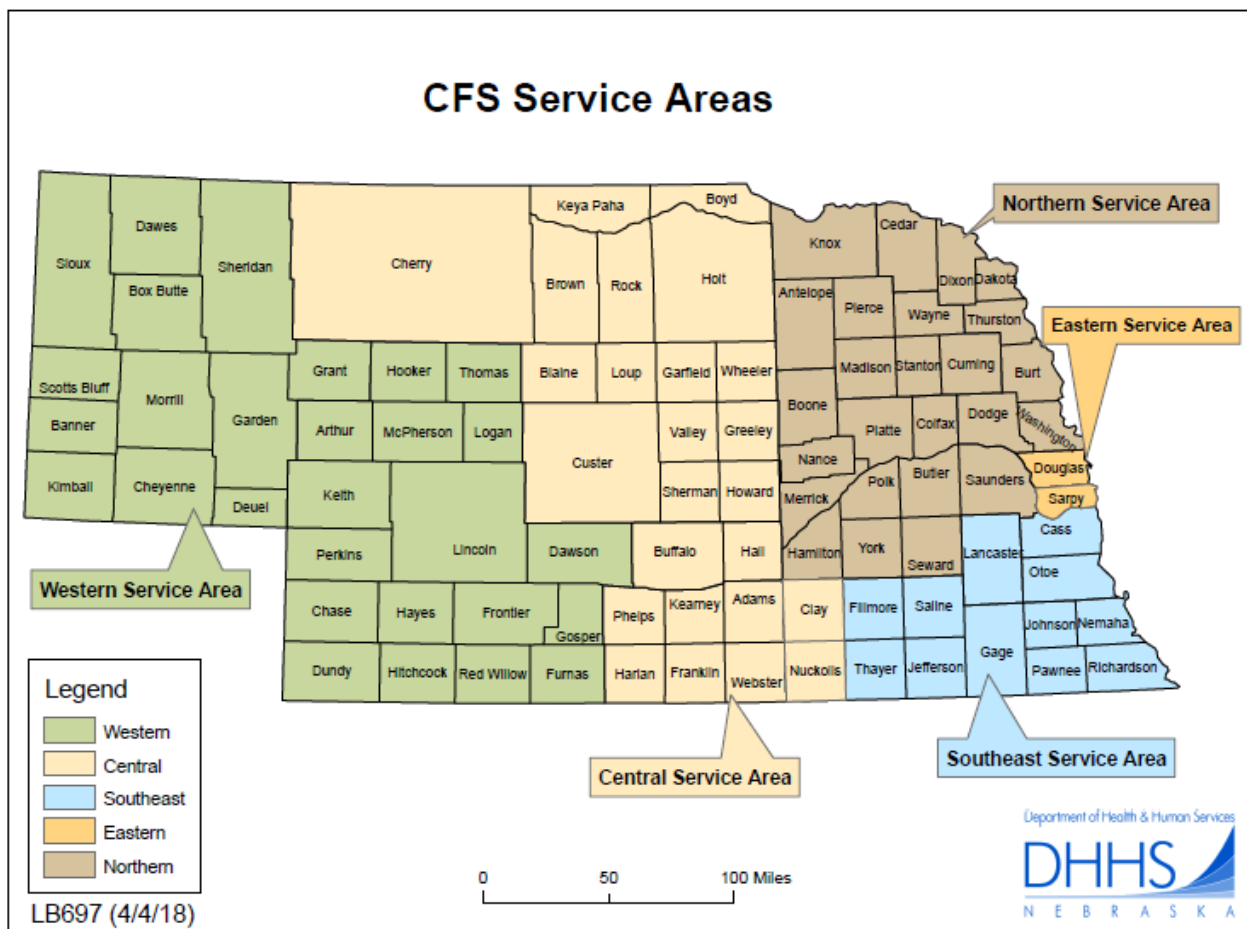 CFS Service Areas
Northern Service Area
Eastern Service Area
Western Service Area
Central Service Area
Southeast Service Area
Sioux
Dawes
Box Butte
Sheridan
Cherry
Keya Paha
Boyd
Brown
Rock
Holt
Knox
Cedar
Dixon
Dakota
Antelope
Pierce
Wayne
Thurston
Scotts Bluff
Banner
Kimball
Morrill
Cheyenne
Garden
Deuel
Grant
Hooker
Thomas
Arthur
McPherson
Logan
Blaine
Loup
Garfield
Wheeler
Custer
Valley
Greeley
Sherman
Howard
Boone
Madison
Stanton
Cuming
Burt
Nance
Platte
Colfax
Dodge
Washington
Merrick
Polk
Butler
Saunders
Douglas
Sarpy
Keith
Perkins
Lincoln
Dawson
Buffalo
Hall
Hamilton
York
Seward
Lancaster
Cass
Otoe
Chase
Hayes
Frontier
Gosper
Phelps
Kearney
Adams
Clay
Fillmore
Saline
Gage
Johnson
Nemaha
Dundy
Hitchcock
Red Willow
Furnas
Harlan
Franklin
Webster
Nuckolls
Thayer
Jefferson
Pawnee
Richardson
Legend
Western
Central
Southeast
Eastern
Northern
LB697 (4/4/18)
0 50 100 Miles
Department of Health & Human Services
DHHS
NEBRASKA